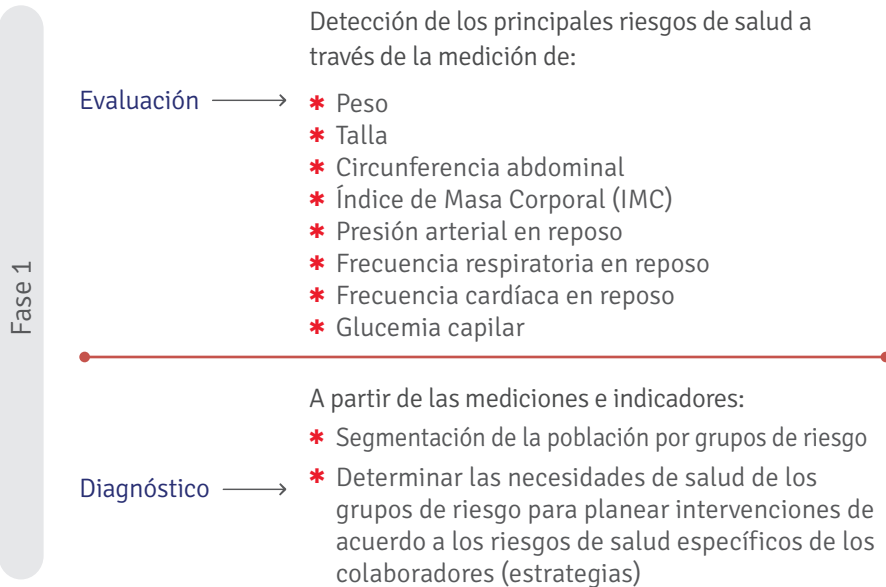 Fase 1
Detección de los principales riesgos de salud a
través de la medición de:
Evaluación
✱ Peso
✱ Talla
✱ Circunferencia abdominal
✱ Índice de Masa Corporal (IMC)
✱ Presión arterial en reposo
✱ Frecuencia respiratoria en reposo
✱ Frecuencia cardíaca en reposo
✱ Glucemia capilar
A partir de las mediciones e indicadores:
✱ Segmentación de la población por grupos de riesgo
Diagnóstico
✱ Determinar las necesidades de salud de los
grupos de riesgo para planear intervenciones de
acuerdo a los riesgos de salud específicos de los
colaboradores (estrategias)